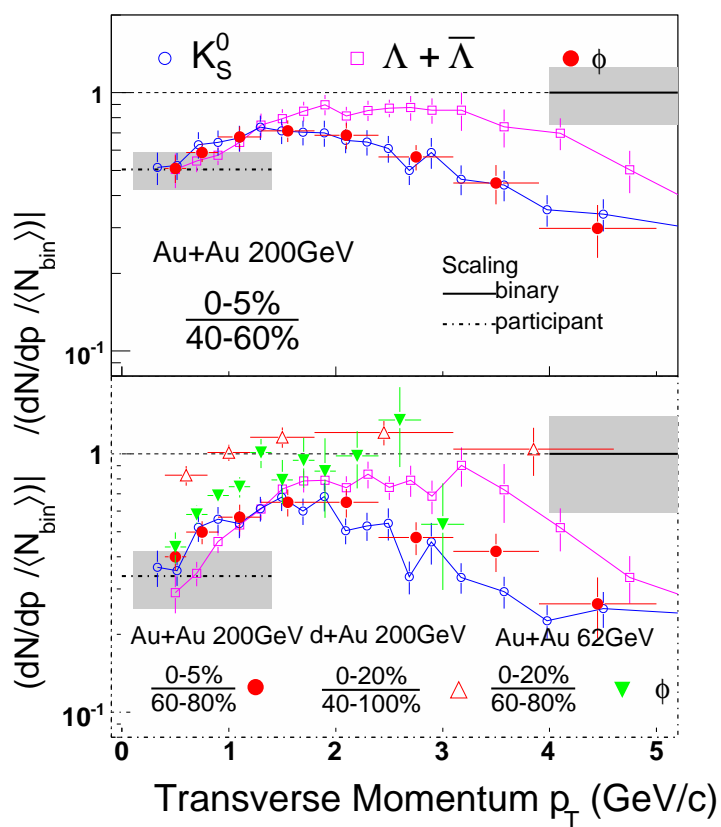 K⁰_S Λ + Λ̅ ϕ
1
Au+Au 200GeV
0-5%
40-60%
Scaling
binary
participant
10⁻¹
1
Au+Au 200GeV d+Au 200GeV Au+Au 62GeV
0-5% 0-20% 0-20% ϕ
60-80% 40-100% 60-80%
10⁻¹
0 1 2 3 4 5
Transverse Momentum p_T (GeV/c)
(dN/dp /⟨N_bin⟩)| /(dN/dp /⟨N_bin⟩)|